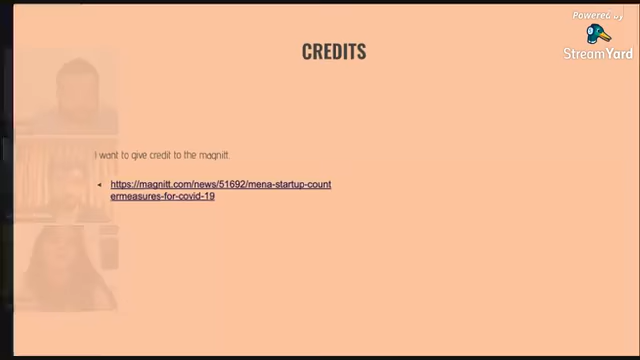 Powered by
StreamYard
CREDITS
I want to give credit to the magnitt.
https://magnitt.com/news/51692/mena-startup-count
ermeasures-for-covid-19